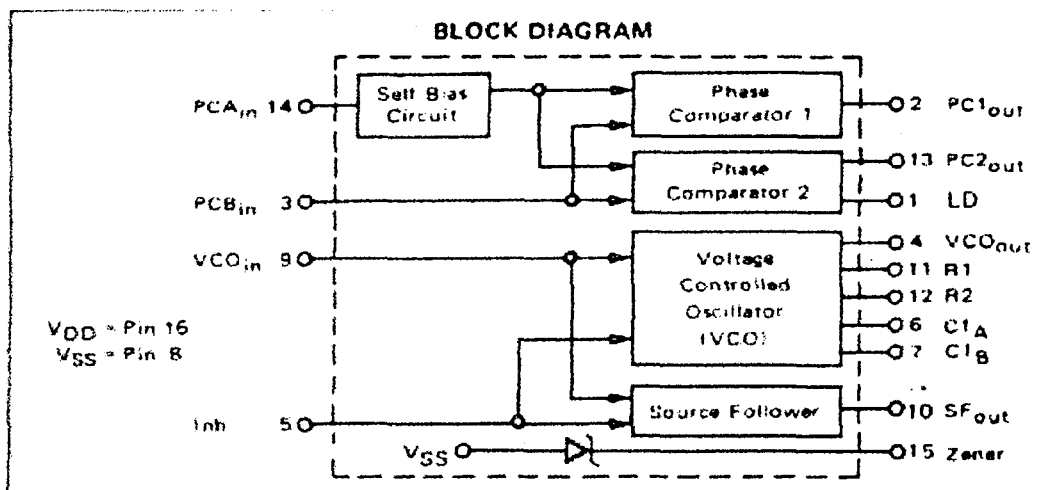 BLOCK DIAGRAM
PCAin 14
Self Bias
Circuit
Phase
Comparator 1
2 PC1out
PCBin 3
Phase
Comparator 2
13 PC2out
1 LD
VCOin 9
Voltage
Controlled
Oscillator
(VCO)
4 VCOout
11 R1
12 R2
6 C1A
7 C1B
VDD = Pin 16
VSS = Pin 8
Inh 5
Source Follower
10 SFout
VSS
15 Zener